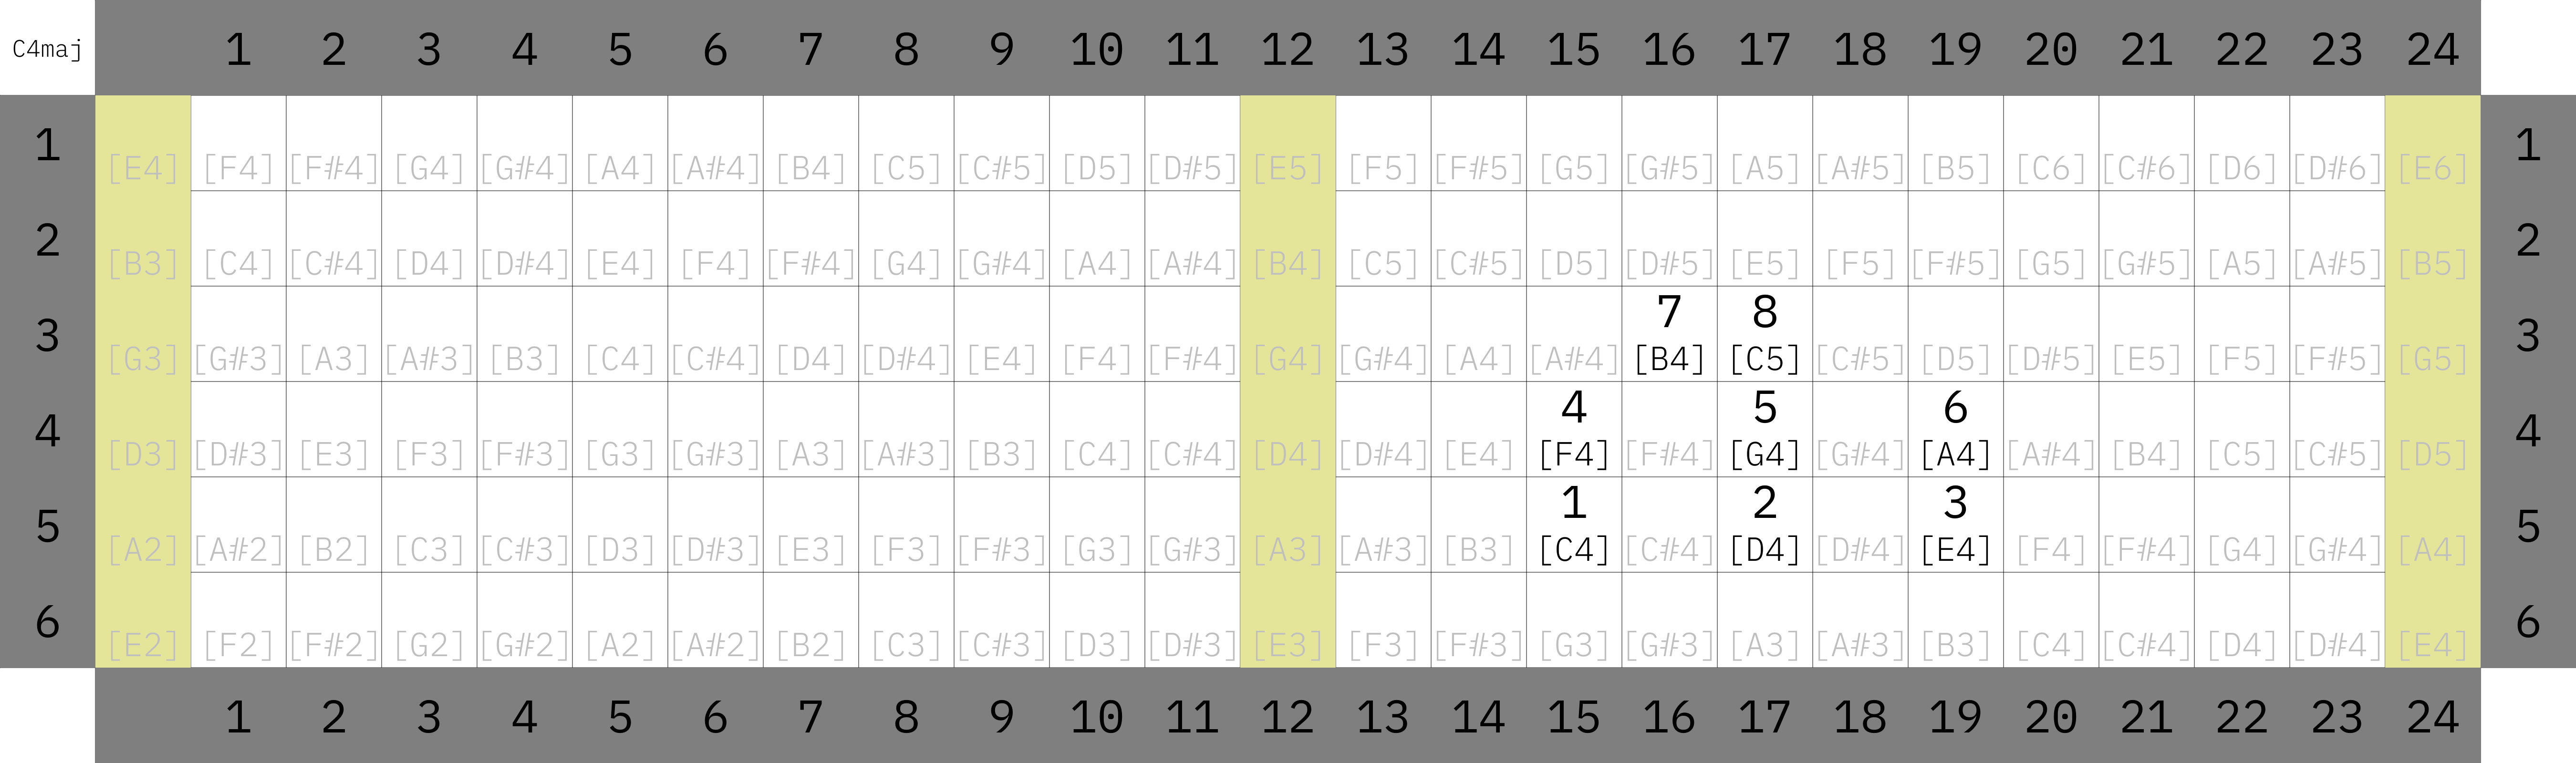 C4maj 1 2 3 4 5 6 7 8 9 10 11 12 13 14 15 16 17 18 19 20 21 22 23 24
1 [E4] [F4] [F#4] [G4] [G#4] [A4] [A#4] [B4] [C5] [C#5] [D5] [D#5] [E5] [F5] [F#5] [G5] [G#5] [A5] [A#5] [B5] [C6] [C#6] [D6] [D#6] [E6] 1
2 [B3] [C4] [C#4] [D4] [D#4] [E4] [F4] [F#4] [G4] [G#4] [A4] [A#4] [B4] [C5] [C#5] [D5] [D#5] [E5] [F5] [F#5] [G5] [G#5] [A5] [A#5] [B5] 2
7 8
3 [G3] [G#3] [A3] [A#3] [B3] [C4] [C#4] [D4] [D#4] [E4] [F4] [F#4] [G4] [G#4] [A4] [A#4] [B4] [C5] [C#5] [D5] [D#5] [E5] [F5] [F#5] [G5] 3
4 5 6
4 [D3] [D#3] [E3] [F3] [F#3] [G3] [G#3] [A3] [A#3] [B3] [C4] [C#4] [D4] [D#4] [E4] [F4] [F#4] [G4] [G#4] [A4] [A#4] [B4] [C5] [C#5] [D5] 4
1 2 3
5 [A2] [A#2] [B2] [C3] [C#3] [D3] [D#3] [E3] [F3] [F#3] [G3] [G#3] [A3] [A#3] [B3] [C4] [C#4] [D4] [D#4] [E4] [F4] [F#4] [G4] [G#4] [A4] 5
6 [E2] [F2] [F#2] [G2] [G#2] [A2] [A#2] [B2] [C3] [C#3] [D3] [D#3] [E3] [F3] [F#3] [G3] [G#3] [A3] [A#3] [B3] [C4] [C#4] [D4] [D#4] [E4] 6
1 2 3 4 5 6 7 8 9 10 11 12 13 14 15 16 17 18 19 20 21 22 23 24